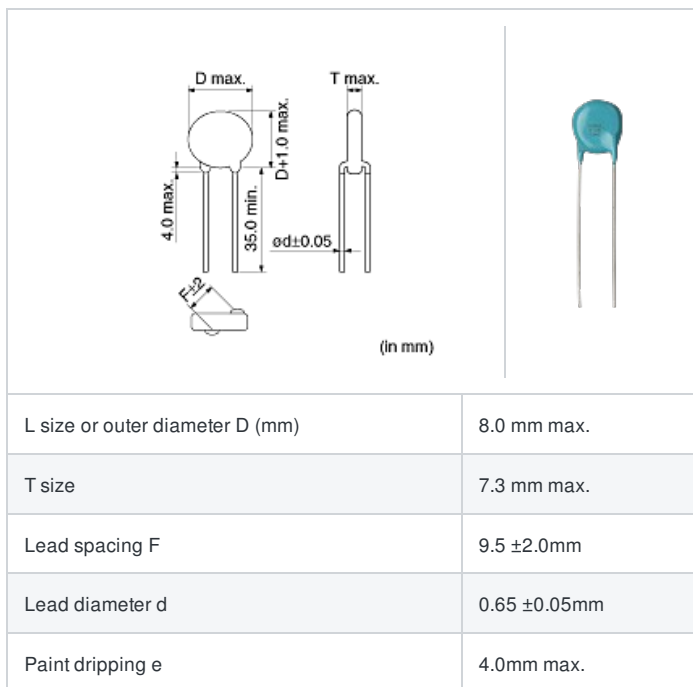 D max.
T max.
D+1.0 max.
4.0 max.
35.0 min.
ød±0.05
F±2
(in mm)
L size or outer diameter D (mm) 8.0 mm max.
T size 7.3 mm max.
Lead spacing F 9.5 ±2.0mm
Lead diameter d 0.65 ±0.05mm
Paint dripping e 4.0mm max.